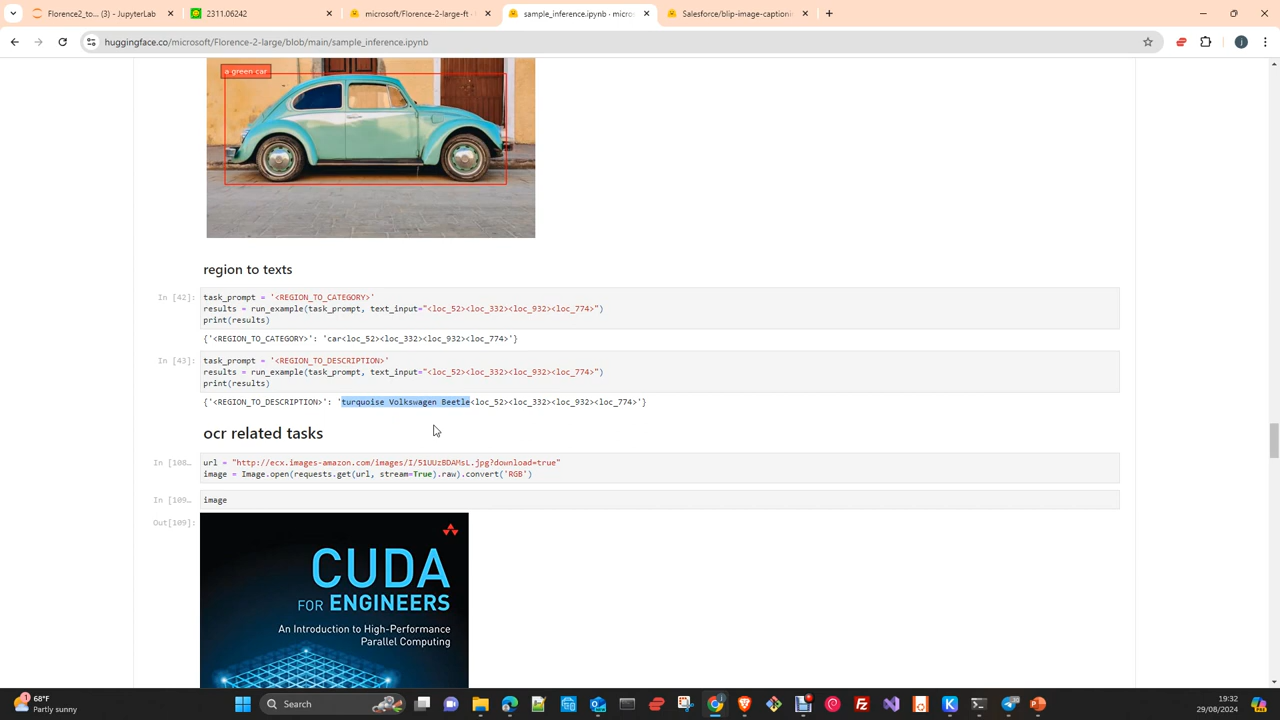 Florence2_to... (3) - JupyterLab
2311.06242
microsoft/Florence-2-large-ft
sample_inference.ipynb · micros
Salesforce/blip-image-captionin
huggingface.co/microsoft/Florence-2-large/blob/main/sample_inference.ipynb
a green car
region to texts
In [42]:
task_prompt = '<REGION_TO_CATEGORY>'
results = run_example(task_prompt, text_input="<loc_52><loc_332><loc_932><loc_774>")
print(results)
{'<REGION_TO_CATEGORY>': 'car<loc_52><loc_332><loc_932><loc_774>'}
In [43]:
task_prompt = '<REGION_TO_DESCRIPTION>'
results = run_example(task_prompt, text_input="<loc_52><loc_332><loc_932><loc_774>")
print(results)
{'<REGION_TO_DESCRIPTION>': 'turquoise Volkswagen Beetle<loc_52><loc_332><loc_932><loc_774>'}
ocr related tasks
In [108...
url = "http://ecx.images-amazon.com/images/I/51UUzBDAMsL.jpg?download=true"
image = Image.open(requests.get(url, stream=True).raw).convert('RGB')
In [109...
image
Out[109]:
CUDA
FOR ENGINEERS
An Introduction to High-Performance
Parallel Computing
68°F
Partly sunny
Search
19:32
29/08/2024